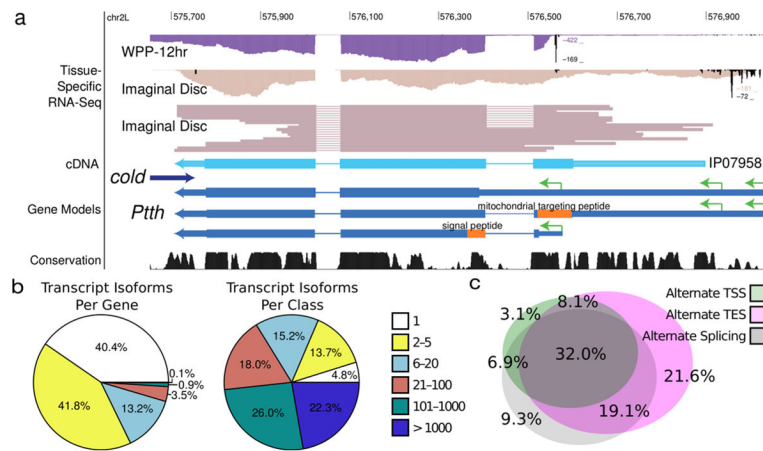 a
chr2L
575,700
575,900
576,100
576,300
576,500
576,700
576,900
WPP-12hr
-422
-169
Tissue-
Specific
RNA-Seq
Imaginal Disc
-181
-72
Imaginal Disc
cDNA
IP07958
cold
Gene Models
Ptth
mitochondrial targeting peptide
signal peptide
Conservation
b
Transcript Isoforms
Per Gene
40.4%
0.1%
0.9%
3.5%
13.2%
41.8%
Transcript Isoforms
Per Class
15.2%
13.7%
4.8%
22.3%
26.0%
18.0%
1
2–5
6–20
21–100
101–1000
> 1000
c
Alternate TSS
Alternate TES
Alternate Splicing
8.1%
3.1%
6.9%
32.0%
21.6%
19.1%
9.3%